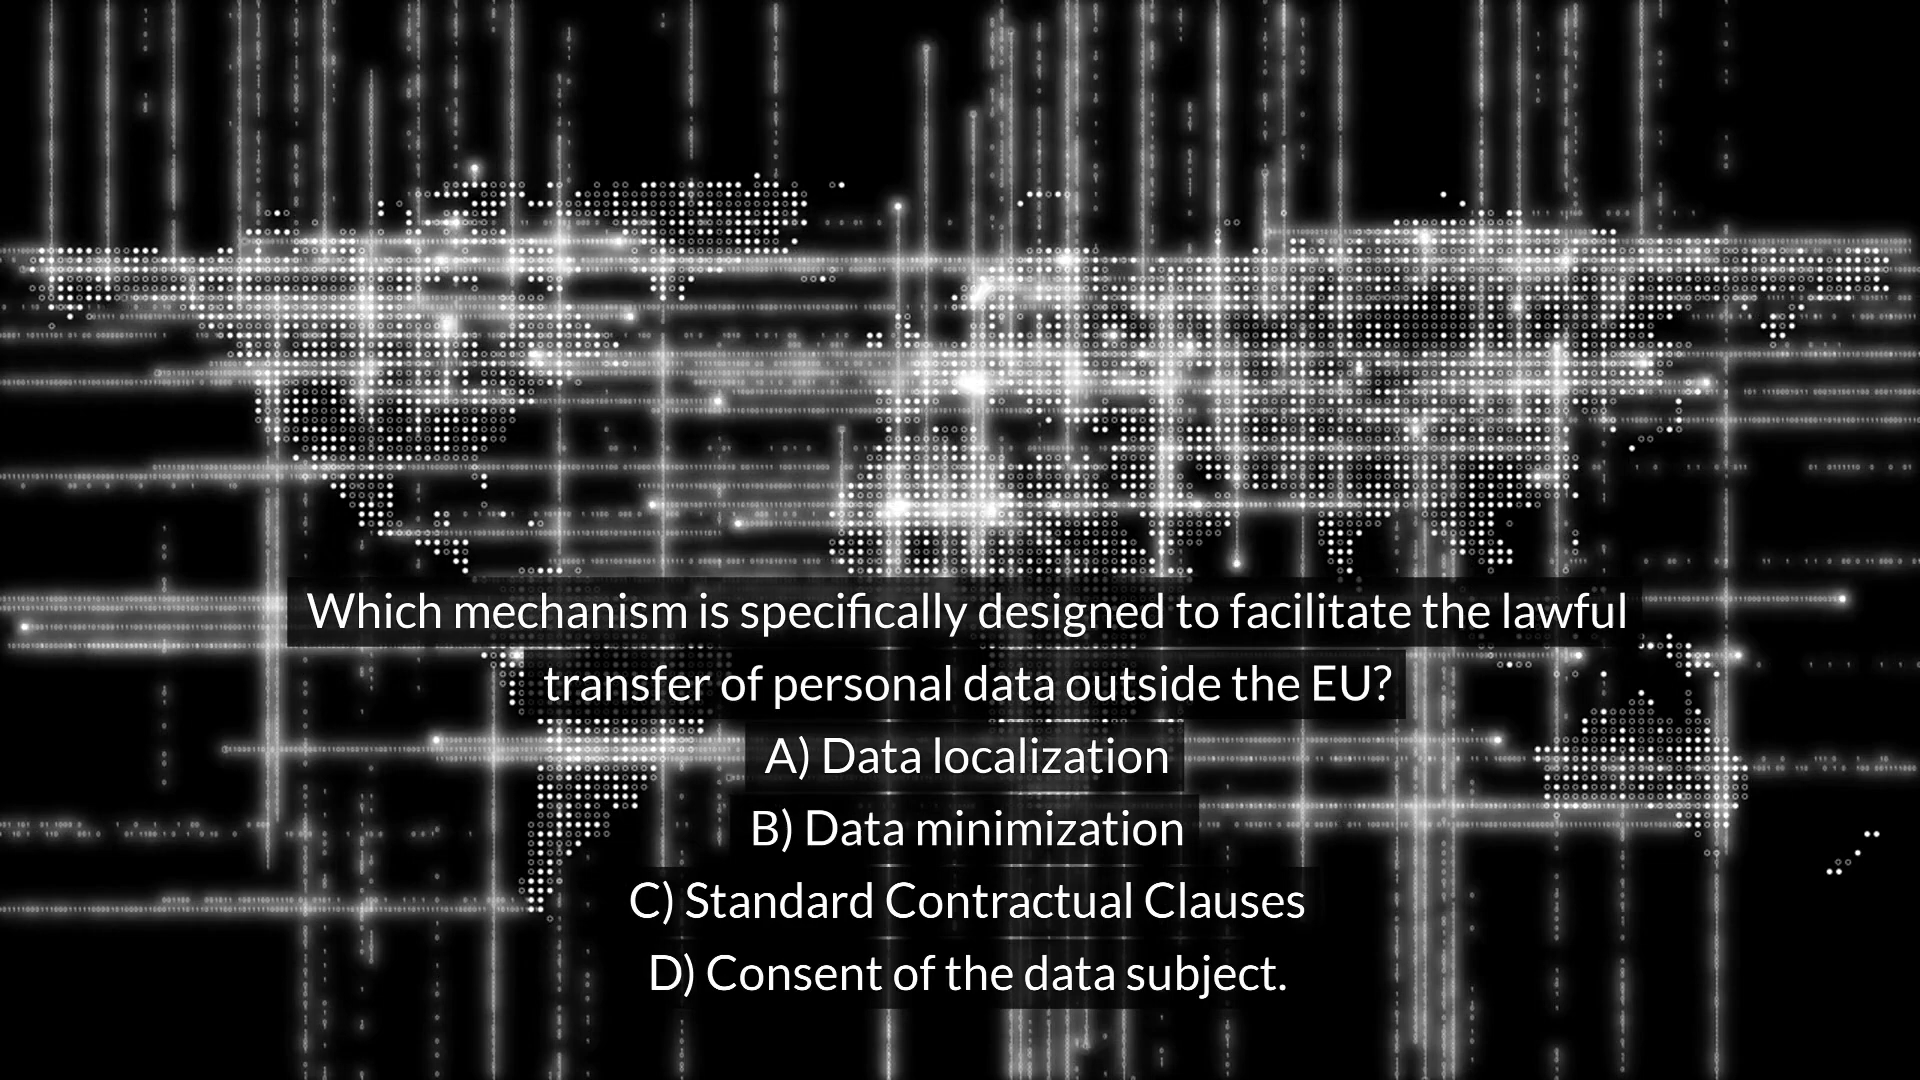 Which mechanism is specifically designed to facilitate the lawful
transfer of personal data outside the EU?
A) Data localization
B) Data minimization
C) Standard Contractual Clauses
D) Consent of the data subject.